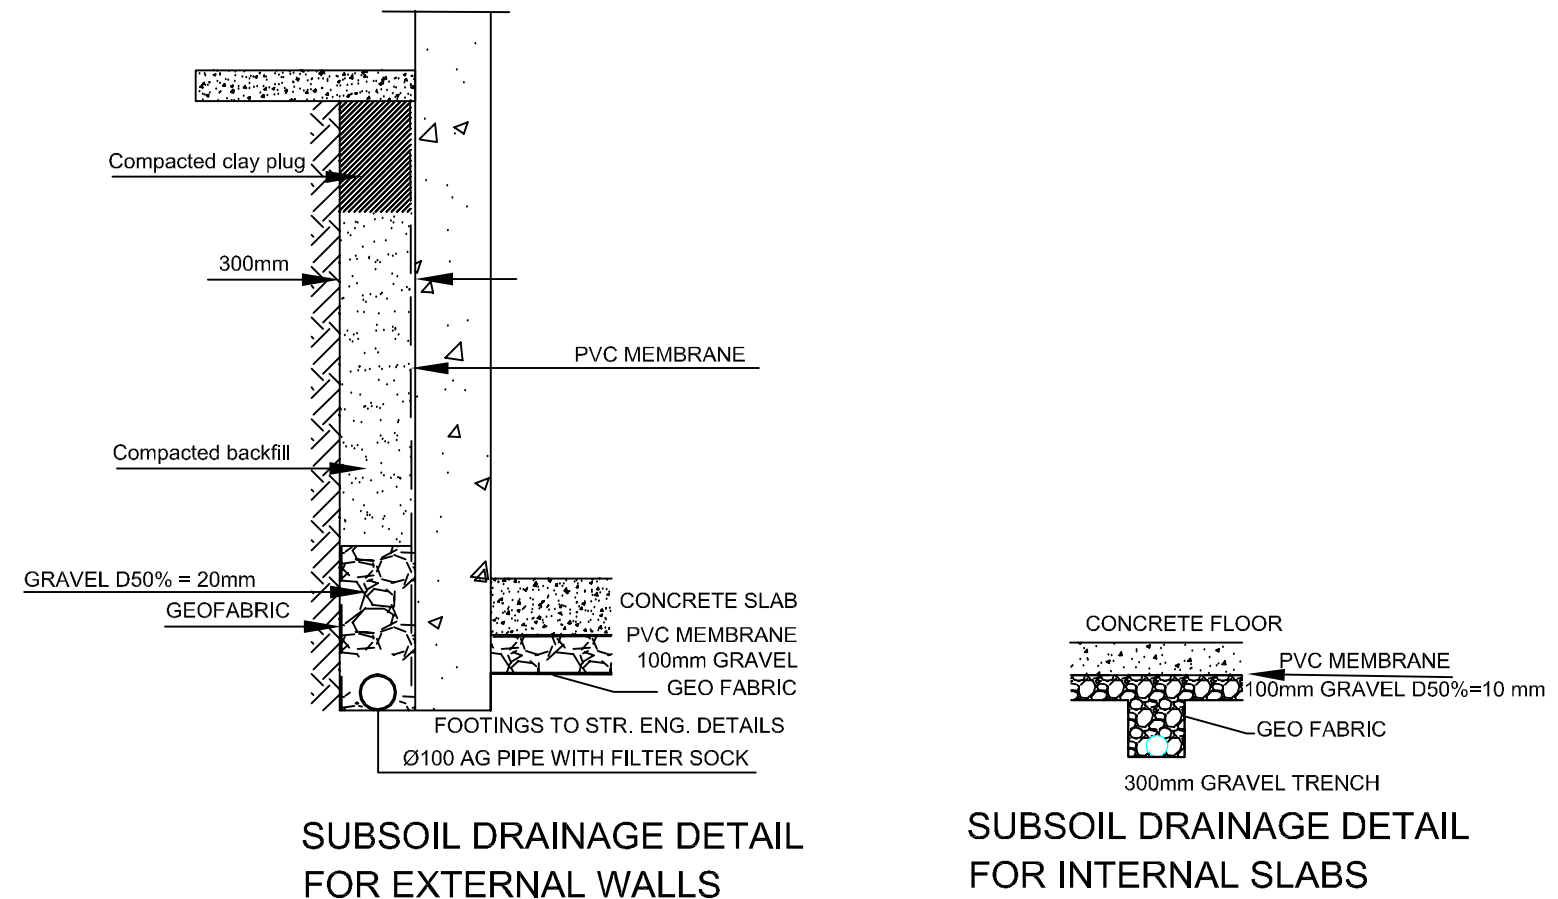 Compacted clay plug
300mm
PVC MEMBRANE
Compacted backfill
GRAVEL D50% = 20mm
GEOFABRIC
CONCRETE SLAB
PVC MEMBRANE
100mm GRAVEL
GEO FABRIC
FOOTINGS TO STR. ENG. DETAILS
Ø100 AG PIPE WITH FILTER SOCK
SUBSOIL DRAINAGE DETAIL
FOR EXTERNAL WALLS
CONCRETE FLOOR
PVC MEMBRANE
100mm GRAVEL D50%=10 mm
GEO FABRIC
300mm GRAVEL TRENCH
SUBSOIL DRAINAGE DETAIL
FOR INTERNAL SLABS